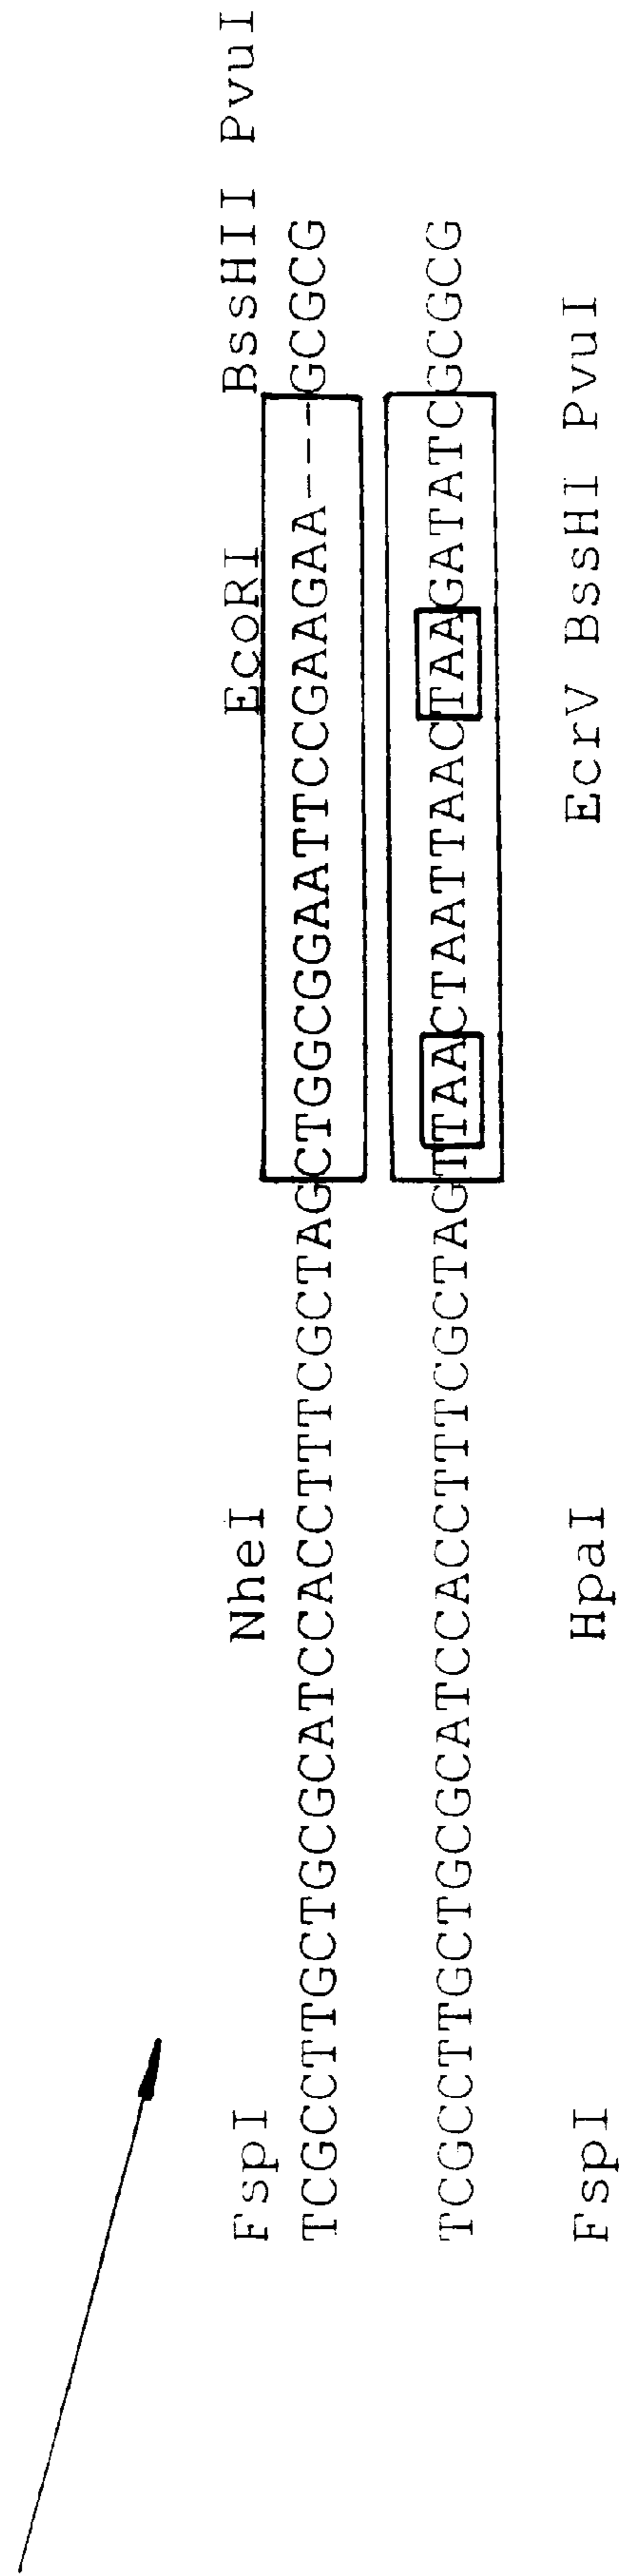 FspI NheI EcoRI BssHII PvuI
TCGCCTTGCTGCGCATCCACCTTTCGCTAGCTGGCGGAATTCCGAAGAA---GCGCG
TCGCCTTGCTGCGCATCCACCTTTCGCTAGTTAACTAATTAACTAAGATATCGCGCG
FspI HpaI EcrV BssHI PvuI